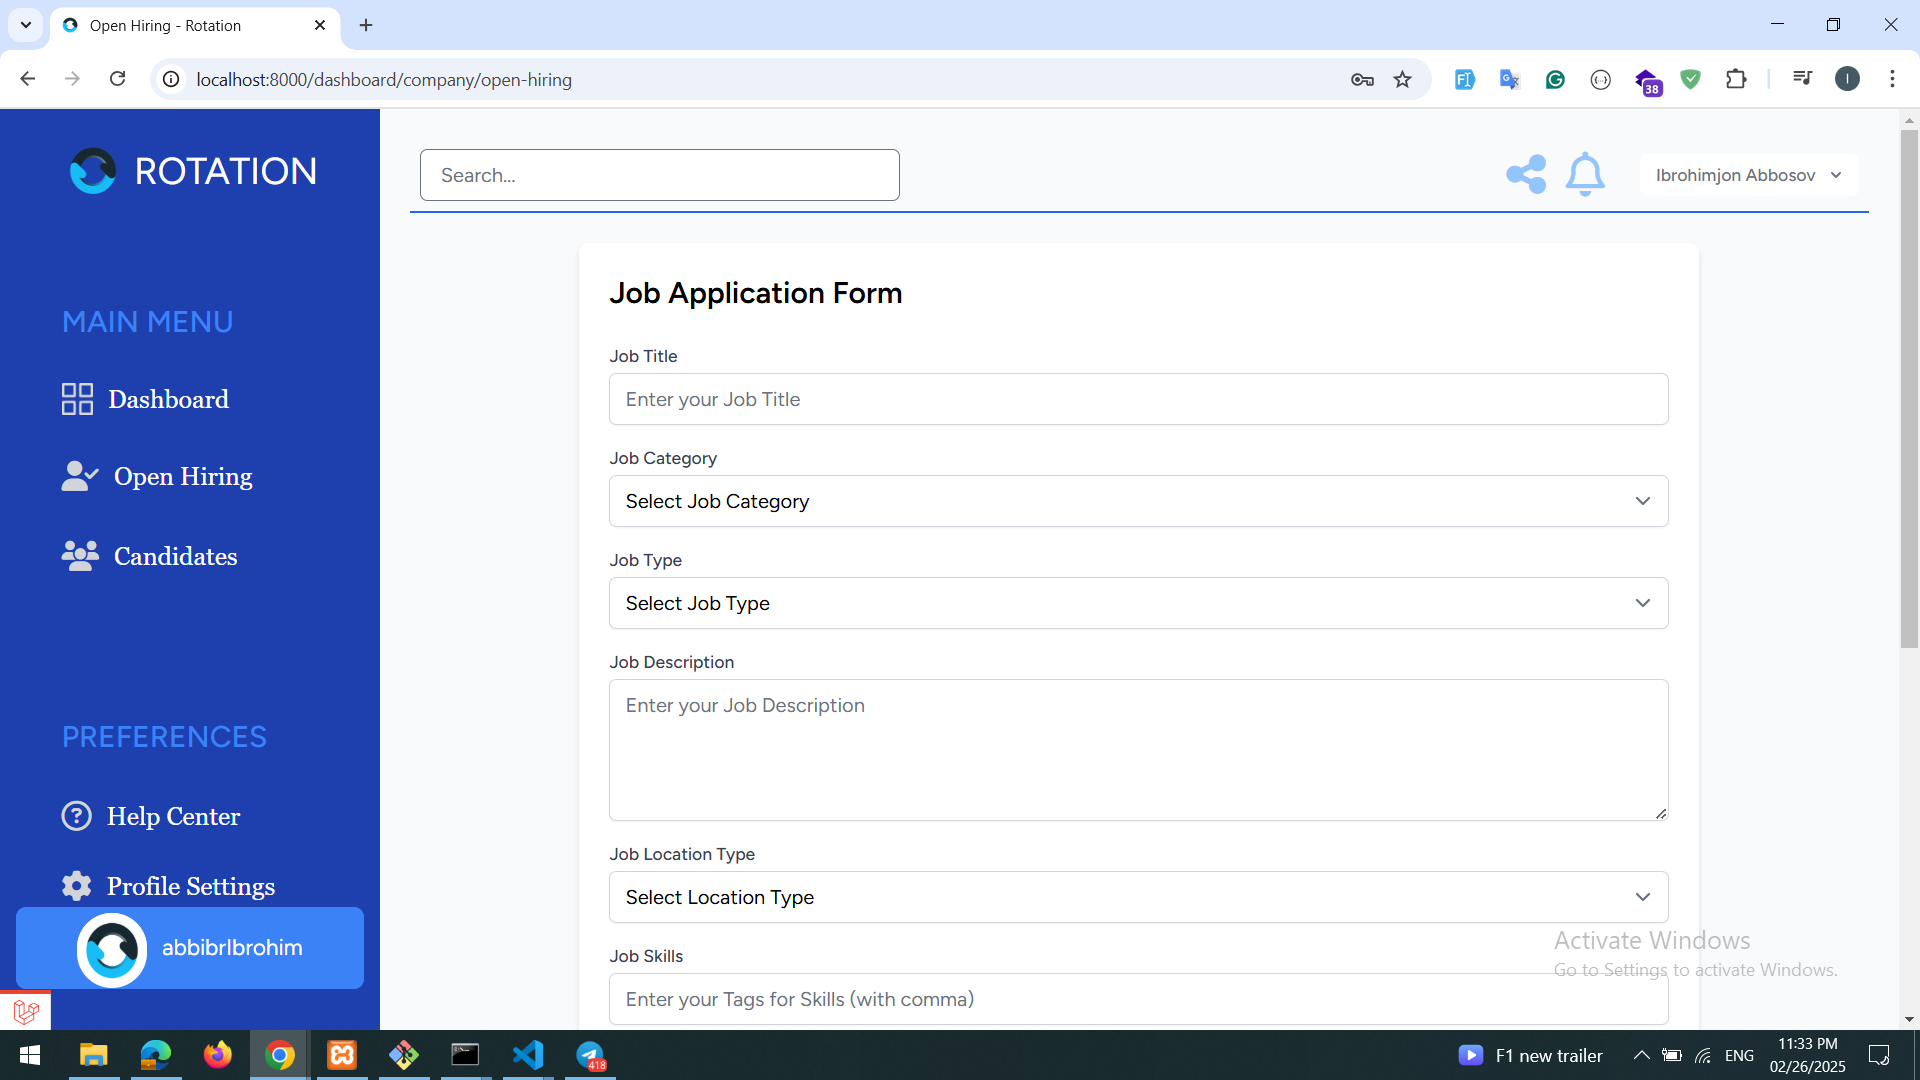 Open Hiring - Rotation
localhost:8000/dashboard/company/open-hiring
38
I
ROTATION
Search...
Ibrohimjon Abbosov
MAIN MENU
Dashboard
Open Hiring
Candidates
PREFERENCES
Help Center
Profile Settings
abbibrIbrohim
Job Application Form
Job Title
Enter your Job Title
Job Category
Select Job Category
Job Type
Select Job Type
Job Description
Enter your Job Description
Job Location Type
Select Location Type
Job Skills
Enter your Tags for Skills (with comma)
Activate Windows
Go to Settings to activate Windows.
418
F1 new trailer
ENG
11:33 PM
02/26/2025